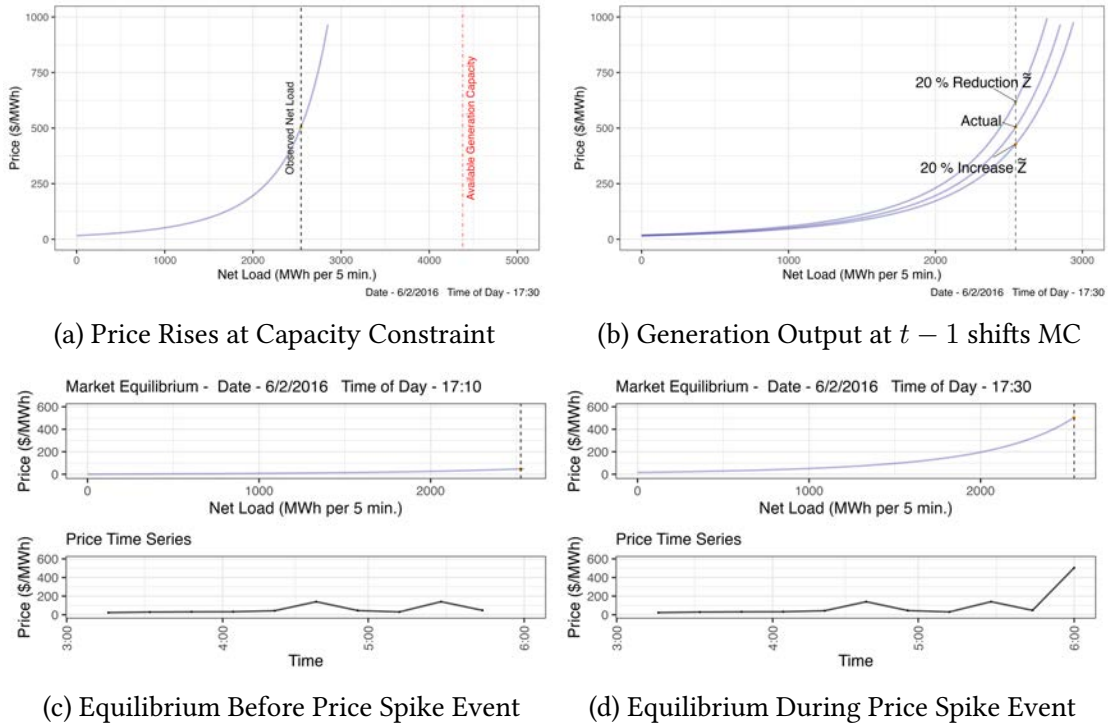 1000
750
500
250
0
Price ($/MWh)
Observed Net Load
Available Generation Capacity
0 1000 2000 3000 4000 5000
Net Load (MWh per 5 min.)
Date - 6/2/2016 Time of Day - 17:30
(a) Price Rises at Capacity Constraint
1000
750
500
250
0
Price ($/MWh)
20 % Reduction Z̃
Actual
20 % Increase Z̃
0 1000 2000 3000
Net Load (MWh per 5 min.)
Date - 6/2/2016 Time of Day - 17:30
(b) Generation Output at t − 1 shifts MC
Market Equilibrium - Date - 6/2/2016 Time of Day - 17:10
600
400
200
0
Price ($/MWh)
0 1000 2000
Net Load (MWh per 5 min.)
Price Time Series
600
400
200
0
Price ($/MWh)
3:00 4:00 5:00 6:00
Time
(c) Equilibrium Before Price Spike Event
Market Equilibrium - Date - 6/2/2016 Time of Day - 17:30
600
400
200
0
Price ($/MWh)
0 1000 2000
Net Load (MWh per 5 min.)
Price Time Series
600
400
200
0
Price ($/MWh)
3:00 4:00 5:00 6:00
Time
(d) Equilibrium During Price Spike Event